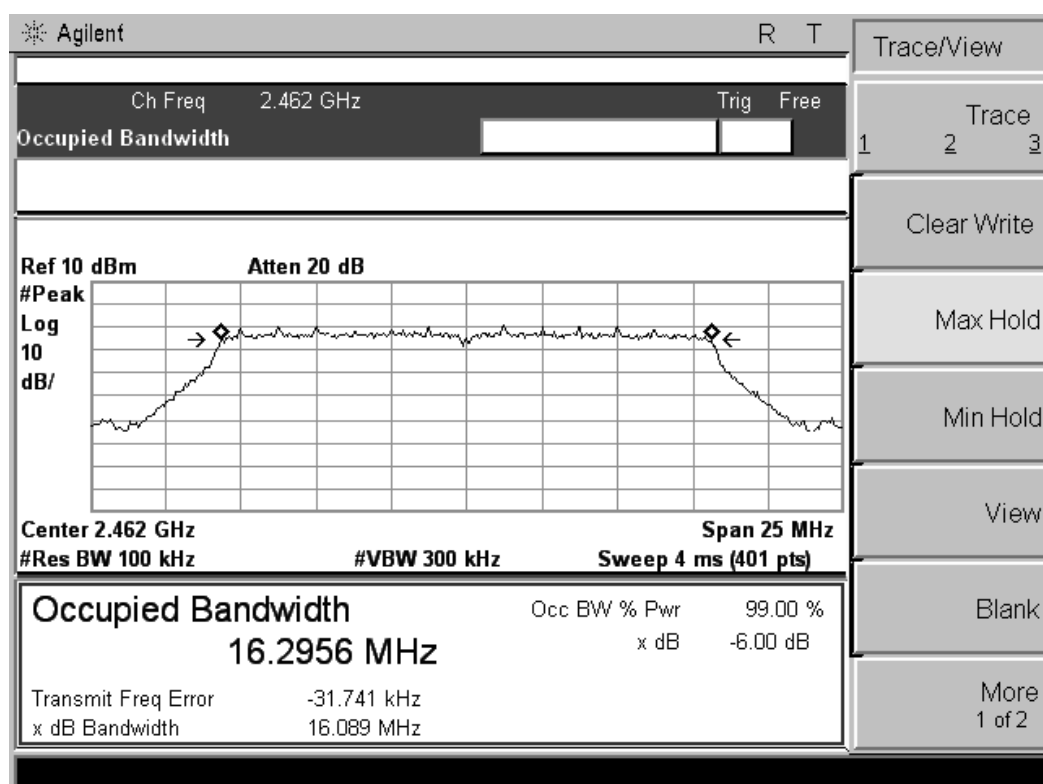 Agilent R T
Ch Freq 2.462 GHz Trig Free
Occupied Bandwidth
Ref 10 dBm Atten 20 dB
#Peak
Log
10
dB/
Center 2.462 GHz Span 25 MHz
#Res BW 100 kHz #VBW 300 kHz Sweep 4 ms (401 pts)
Occupied Bandwidth
16.2956 MHz
Occ BW % Pwr 99.00 %
x dB -6.00 dB
Transmit Freq Error -31.741 kHz
x dB Bandwidth 16.089 MHz
Trace/View
Trace
1 2 3
Clear Write
Max Hold
Min Hold
View
Blank
More
1 of 2